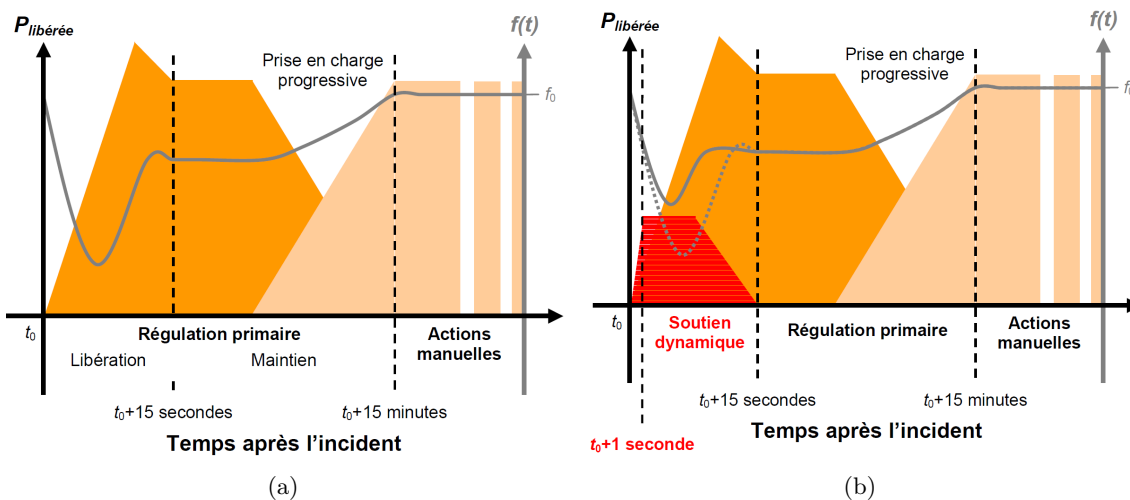 P_libérée
f(t)
Prise en charge
progressive
f₀
t₀
Régulation primaire
Actions
manuelles
Libération
Maintien
t₀+15 secondes
t₀+15 minutes
Temps après l’incident
(a)
P_libérée
f(t)
Prise en charge
progressive
f₀
t₀
Soutien
dynamique
Régulation primaire
Actions
manuelles
t₀+15 secondes
t₀+15 minutes
t₀+1 seconde
Temps après l’incident
(b)